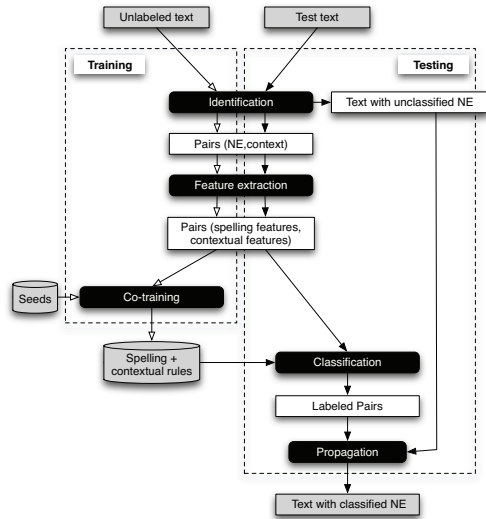 Unlabeled text
Test text
Training
Testing
Identification
Text with unclassified NE
Pairs (NE,context)
Feature extraction
Pairs (spelling features,
contextual features)
Seeds
Co-training
Spelling +
contextual rules
Classification
Labeled Pairs
Propagation
Text with classified NE